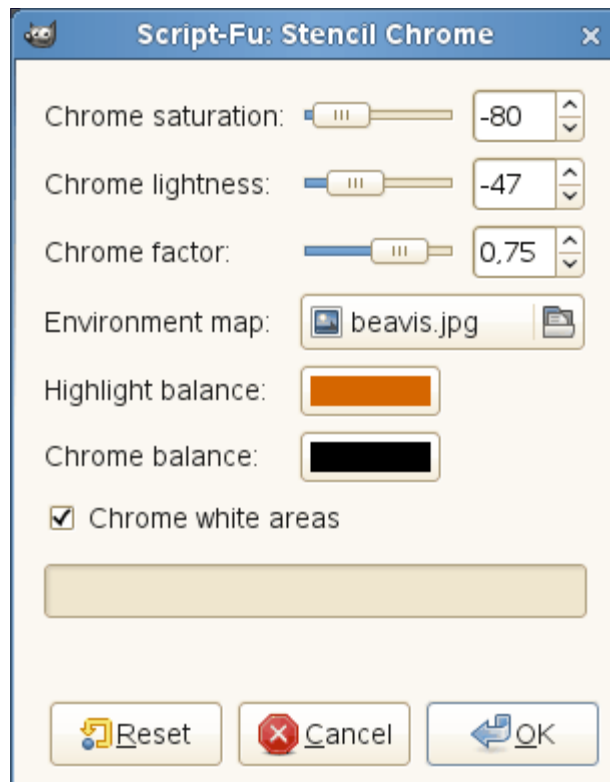 Script-Fu: Stencil Chrome
Chrome saturation: -80
Chrome lightness: -47
Chrome factor: 0,75
Environment map: beavis.jpg
Highlight balance:
Chrome balance:
Chrome white areas
Reset Cancel OK